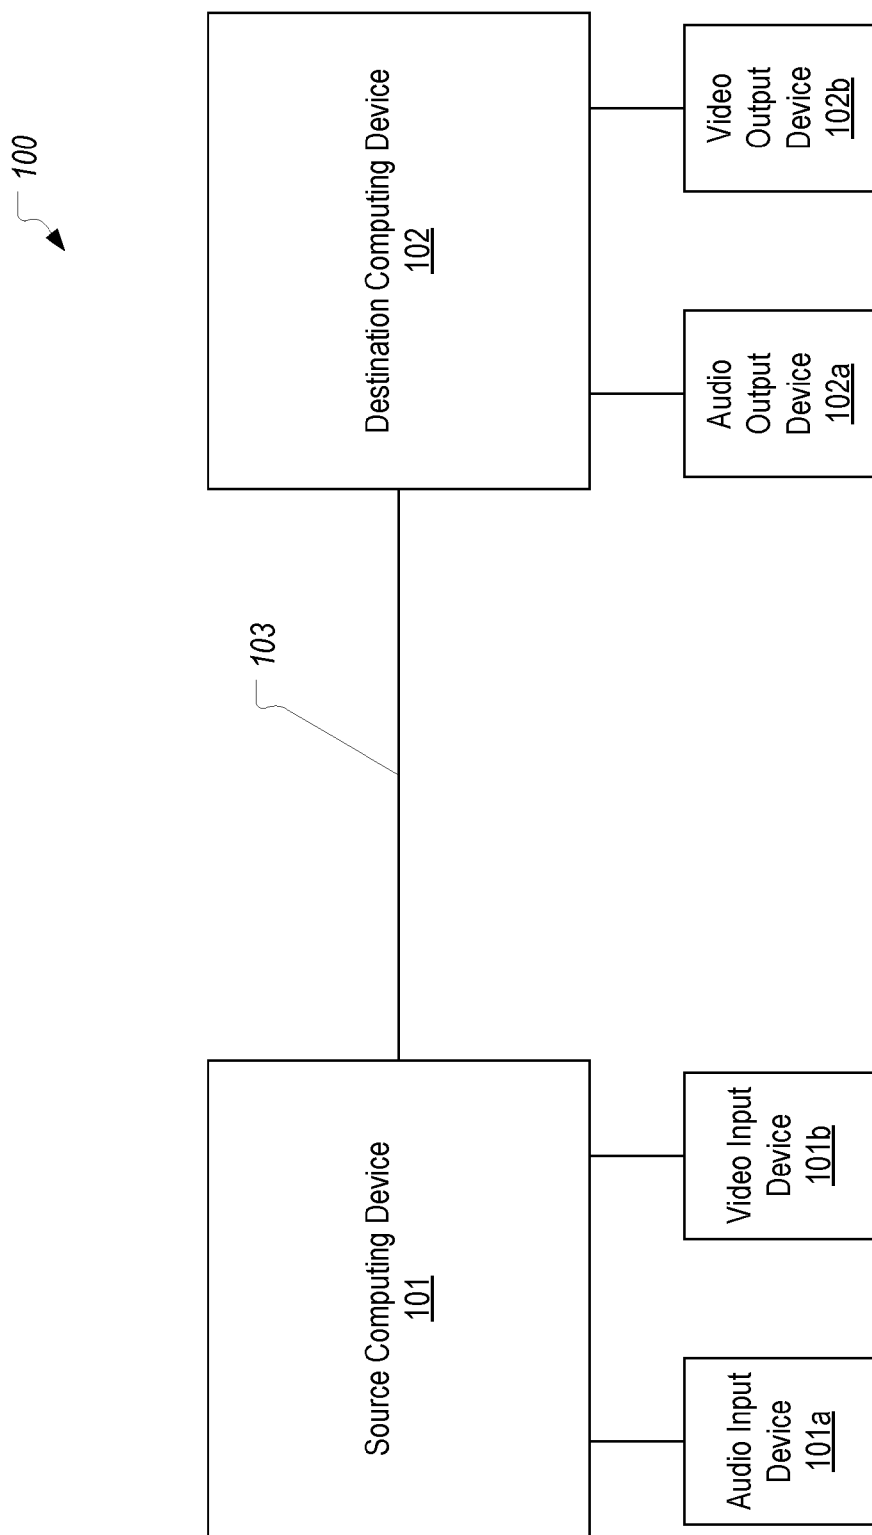 100
103
Source Computing Device
101
Destination Computing Device
102
Audio Input
Device
101a
Video Input
Device
101b
Audio
Output
Device
102a
Video
Output
Device
102b